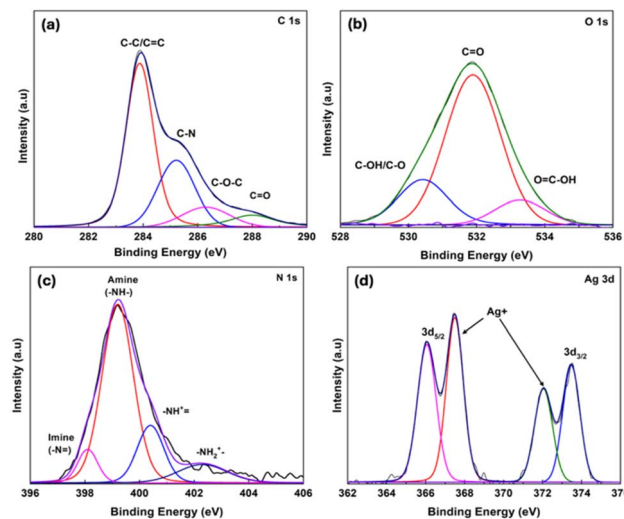 (a)
C 1s
C-C/C=C
C-N
C-O-C
C=O
Intensity (a.u)
280 282 284 286 288 290
Binding Energy (eV)
(b)
O 1s
C=O
C-OH/C-O
O=C-OH
Intensity (a.u)
528 530 532 534 536
Binding Energy (eV)
(c)
N 1s
Amine
(-NH-)
-NH⁺=
Imine
(-N=)
-NH₂⁺-
Intensity (a.u)
396 398 400 402 404 406
Binding Energy (eV)
(d)
Ag 3d
Ag+
3d₅/₂
3d₃/₂
Intensity (a.u)
362 364 366 368 370 372 374
Binding Energy (eV)